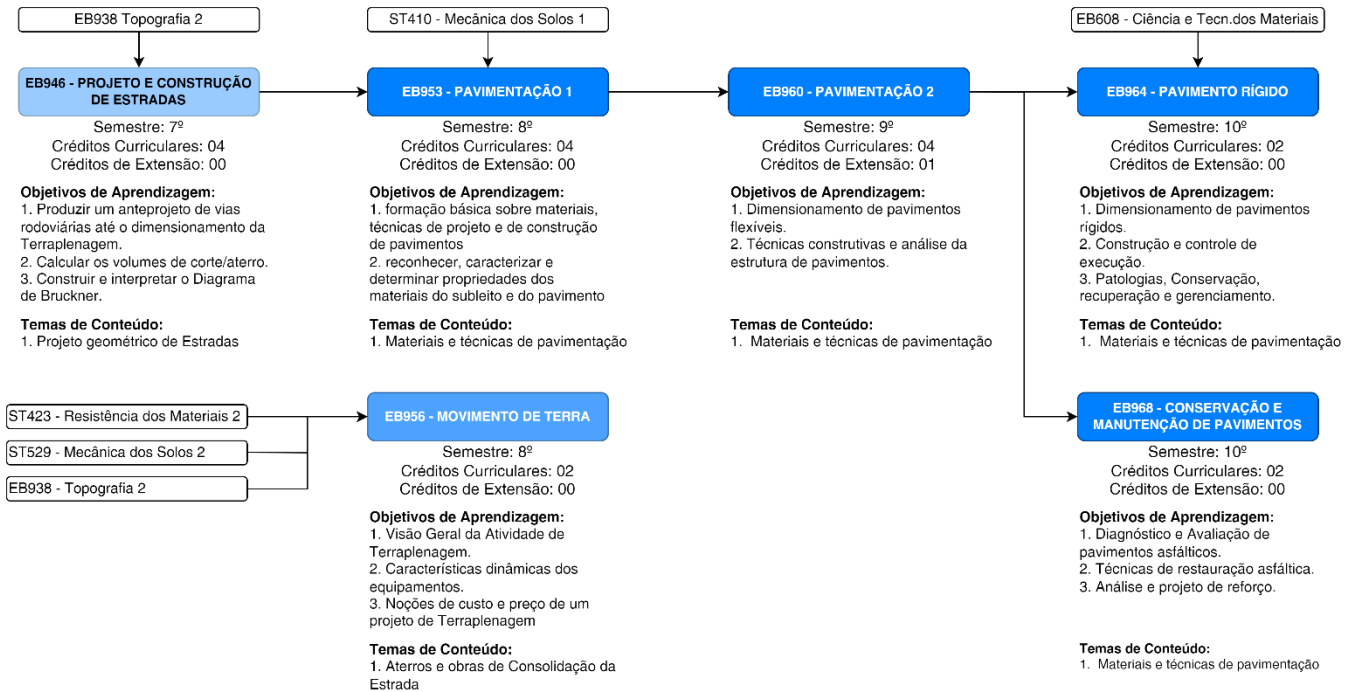 EB938 Topografia 2
ST410 - Mecânica dos Solos 1
EB608 - Ciência e Tecn.dos Materiais
EB946 - PROJETO E CONSTRUÇÃO
DE ESTRADAS
Semestre: 7º
Créditos Curriculares: 04
Créditos de Extensão: 00
Objetivos de Aprendizagem:
1. Produzir um anteprojeto de vias
rodoviárias até o dimensionamento da
Terraplenagem.
2. Calcular os volumes de corte/aterro.
3. Construir e interpretar o Diagrama
de Bruckner.
Temas de Conteúdo:
1. Projeto geométrico de Estradas
EB953 - PAVIMENTAÇÃO 1
Semestre: 8º
Créditos Curriculares: 04
Créditos de Extensão: 00
Objetivos de Aprendizagem:
1. formação básica sobre materiais,
técnicas de projeto e de construção
de pavimentos
2. reconhecer, caracterizar e
determinar propriedades dos
materiais do subleito e do pavimento
Temas de Conteúdo:
1. Materiais e técnicas de pavimentação
EB960 - PAVIMENTAÇÃO 2
Semestre: 9º
Créditos Curriculares: 04
Créditos de Extensão: 01
Objetivos de Aprendizagem:
1. Dimensionamento de pavimentos
flexíveis.
2. Técnicas construtivas e análise da
estrutura de pavimentos.
Temas de Conteúdo:
1. Materiais e técnicas de pavimentação
EB964 - PAVIMENTO RÍGIDO
Semestre: 10º
Créditos Curriculares: 02
Créditos de Extensão: 00
Objetivos de Aprendizagem:
1. Dimensionamento de pavimentos
rígidos.
2. Construção e controle de
execução.
3. Patologias, Conservação,
recuperação e gerenciamento.
Temas de Conteúdo:
1. Materiais e técnicas de pavimentação
ST423 - Resistência dos Materiais 2
ST529 - Mecânica dos Solos 2
EB938 - Topografia 2
EB956 - MOVIMENTO DE TERRA
Semestre: 8º
Créditos Curriculares: 02
Créditos de Extensão: 00
Objetivos de Aprendizagem:
1. Visão Geral da Atividade de
Terraplenagem.
2. Características dinâmicas dos
equipamentos.
3. Noções de custo e preço de um
projeto de Terraplenagem
Temas de Conteúdo:
1. Aterros e obras de Consolidação da
Estrada
EB968 - CONSERVAÇÃO E
MANUTENÇÃO DE PAVIMENTOS
Semestre: 10º
Créditos Curriculares: 02
Créditos de Extensão: 00
Objetivos de Aprendizagem:
1. Diagnóstico e Avaliação de
pavimentos asfálticos.
2. Técnicas de restauração asfáltica.
3. Análise e projeto de reforço.
Temas de Conteúdo:
1. Materiais e técnicas de pavimentação